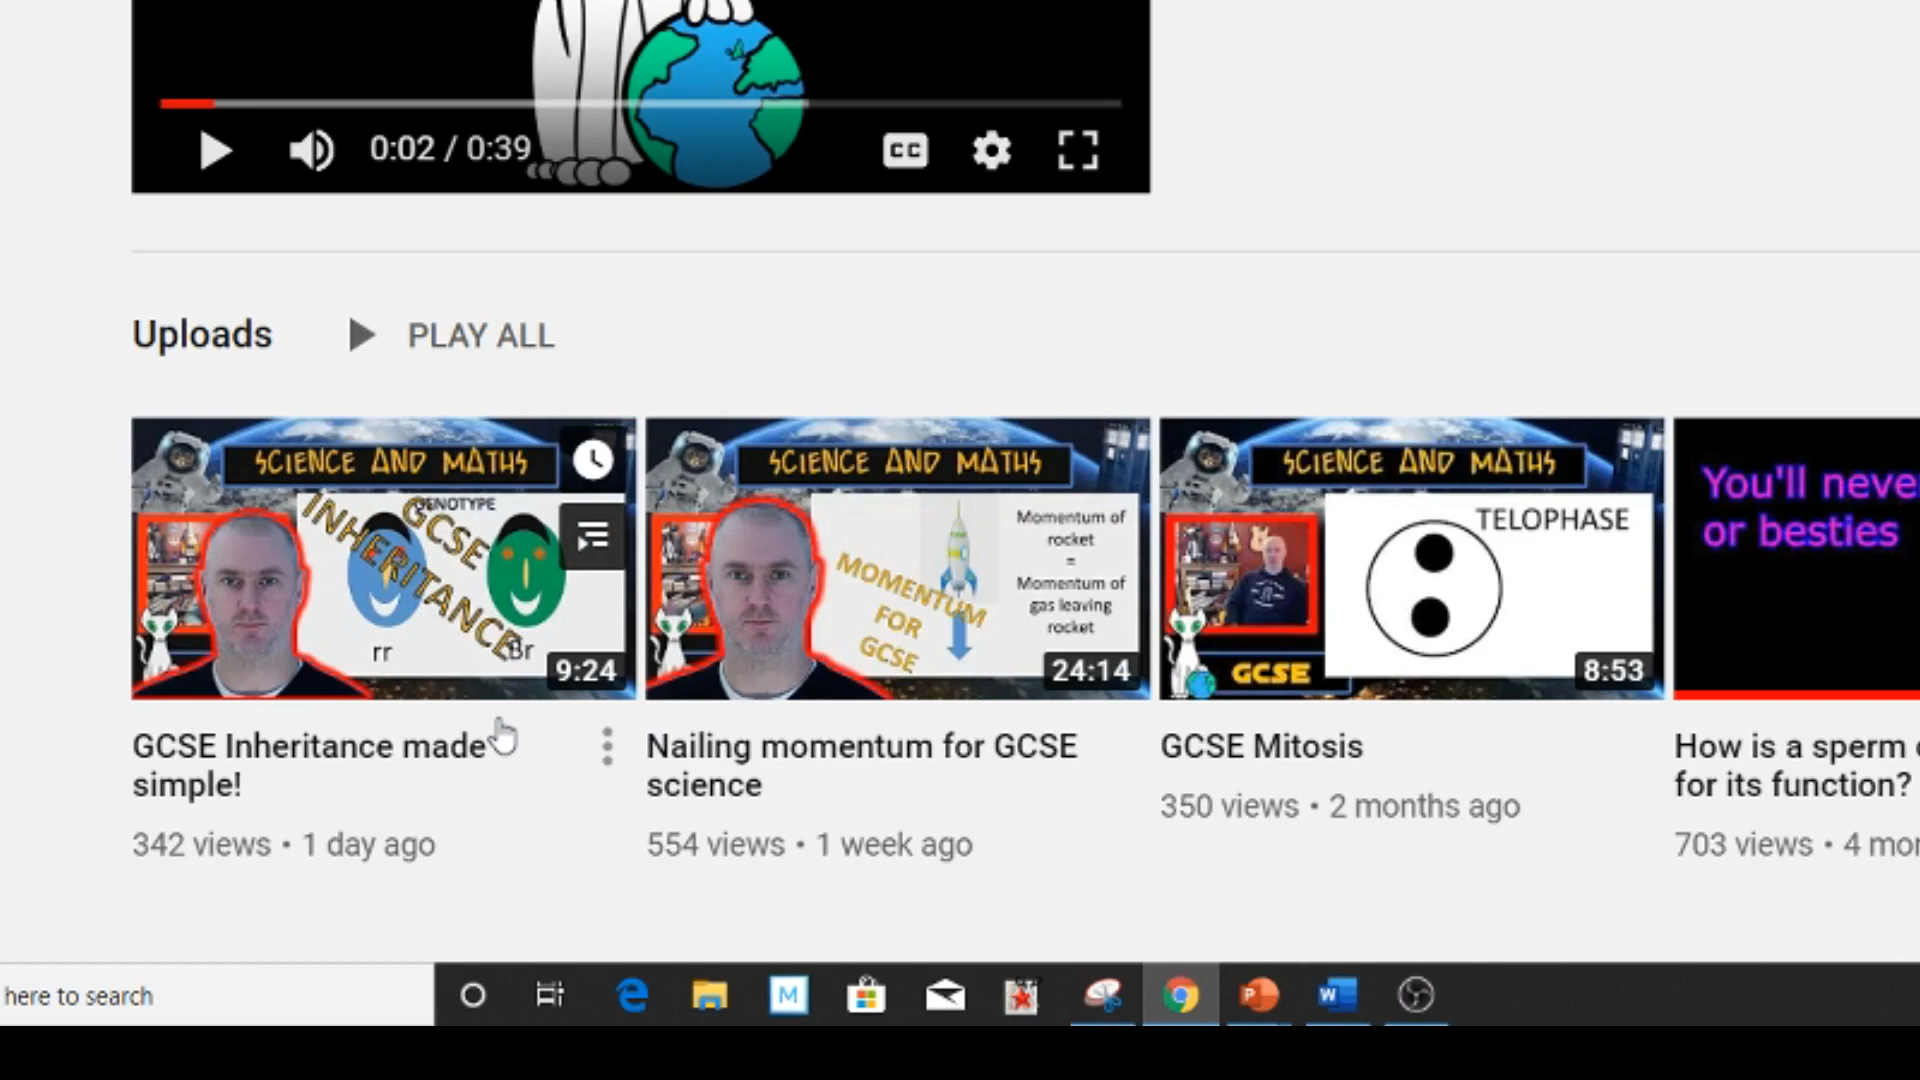 0:02 / 0:39
CC
Uploads
PLAY ALL
SCIENCE AND MATHS
GENOTYPE
GCSE
INHERITANCE
rr
Br
9:24
SCIENCE AND MATHS
MOMENTUM
FOR
GCSE
Momentum of
rocket
=
Momentum of
gas leaving
rocket
24:14
SCIENCE AND MATHS
TELOPHASE
GCSE
8:53
You'll neve
or besties
GCSE Inheritance made
simple!
342 views • 1 day ago
Nailing momentum for GCSE
science
554 views • 1 week ago
GCSE Mitosis
350 views • 2 months ago
How is a sperm
for its function?
703 views • 4 mo
here to search
M
P
W